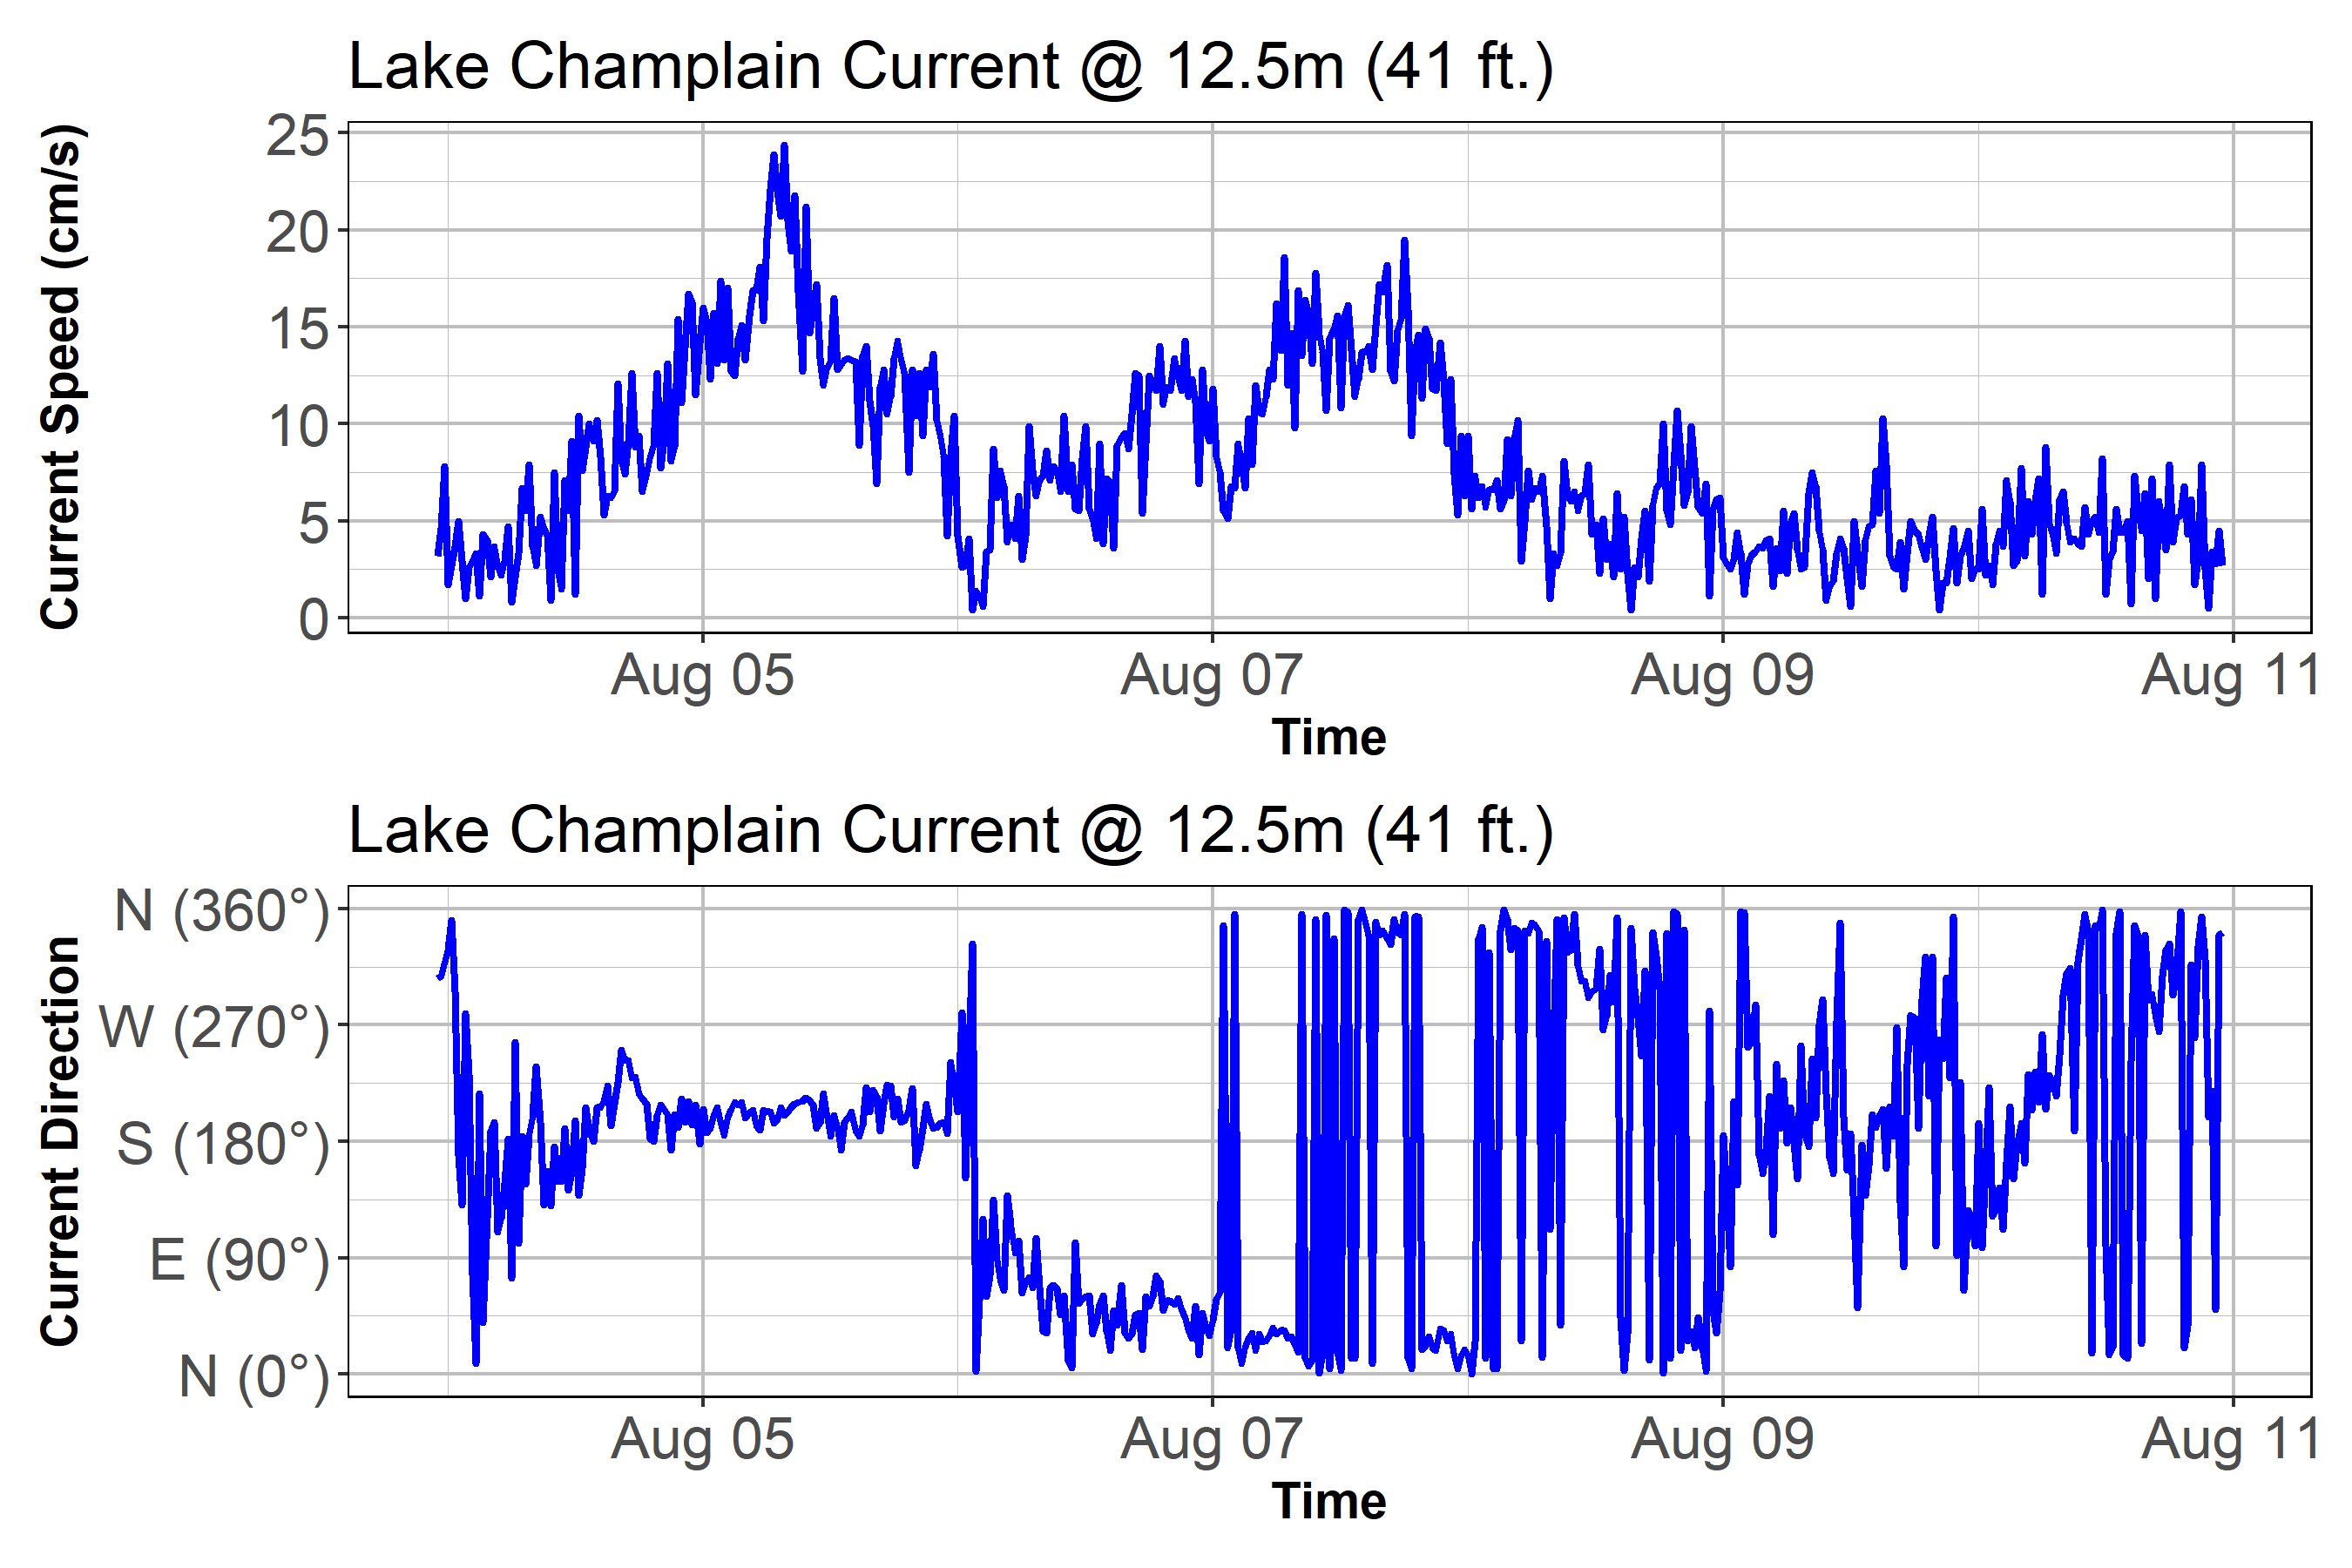 Lake Champlain Current @ 12.5m (41 ft.)
Current Speed (cm/s)
25
20
15
10
5
0
Aug 05 Aug 07 Aug 09 Aug 11
Time
Lake Champlain Current @ 12.5m (41 ft.)
Current Direction
N (360°)
W (270°)
S (180°)
E (90°)
N (0°)
Aug 05 Aug 07 Aug 09 Aug 11
Time